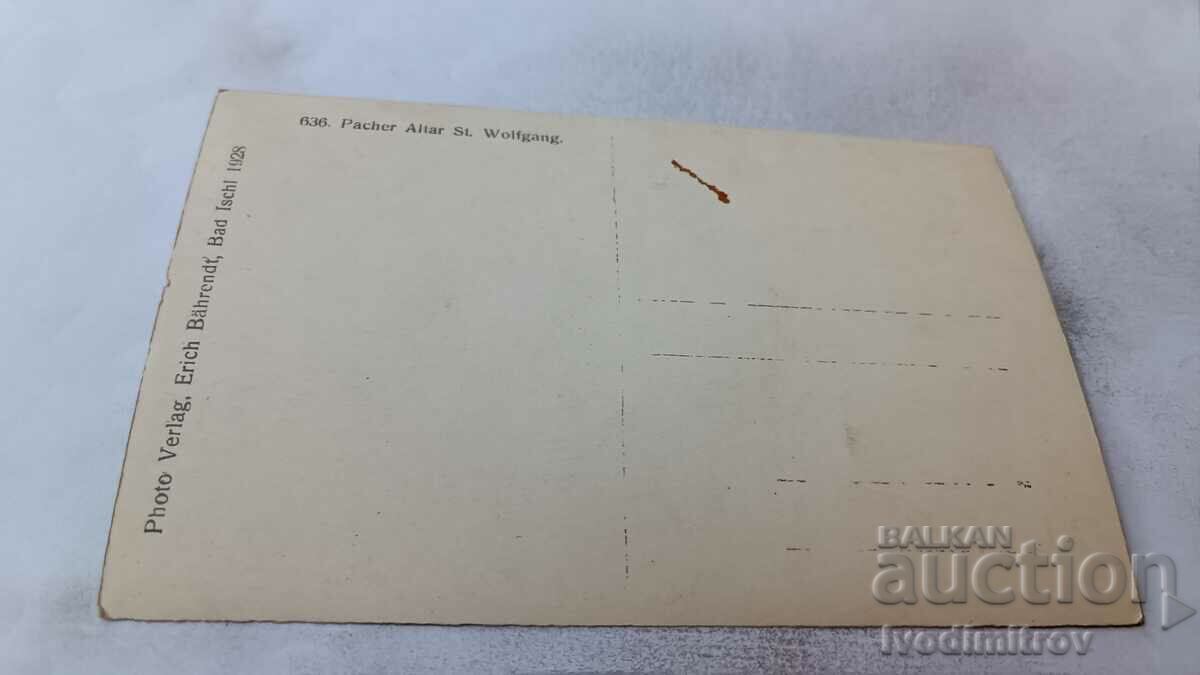 636. Pacher Altar St. Wolfgang.
Photo Verlag, Erich Bährendt, Bad Ischl 1928
BALKAN
auction
Ivodimitrov